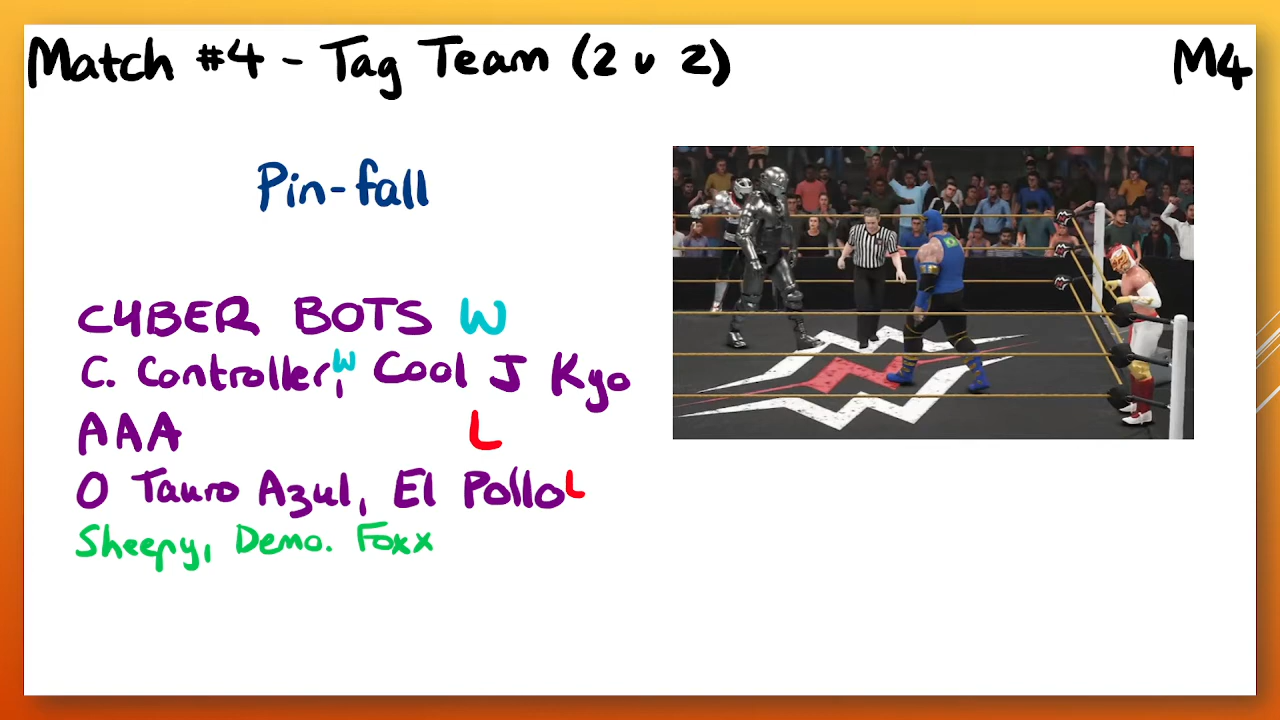 Match #4 - Tag Team (2 v 2)
M4
Pin-fall
CYBER BOTS W
C. Controller,W Cool J Kyo
AAA L
O Tauro Azul, El Pollo L
Sheepy, Demo. Foxx